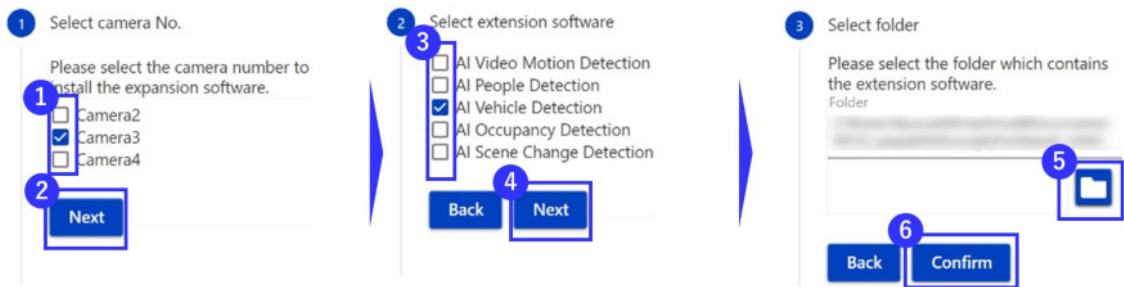 1 Select camera No.
Please select the camera number to
install the expansion software.
1
Camera2
Camera3
Camera4
2
Next
2 Select extension software
3
AI Video Motion Detection
AI People Detection
AI Vehicle Detection
AI Occupancy Detection
AI Scene Change Detection
4
Back Next
3 Select folder
Please select the folder which contains
the extension software.
Folder
5
6
Back Confirm